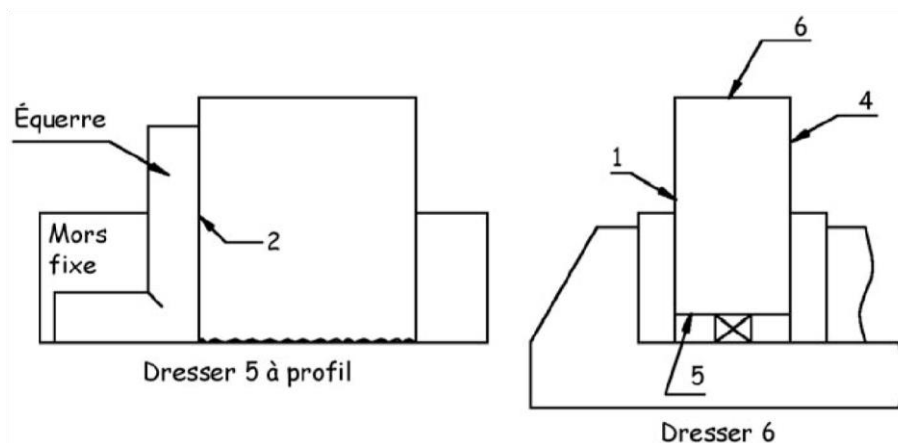 Équerre
Mors
fixe
2
Dresser 5 à profil
6
4
1
5
Dresser 6